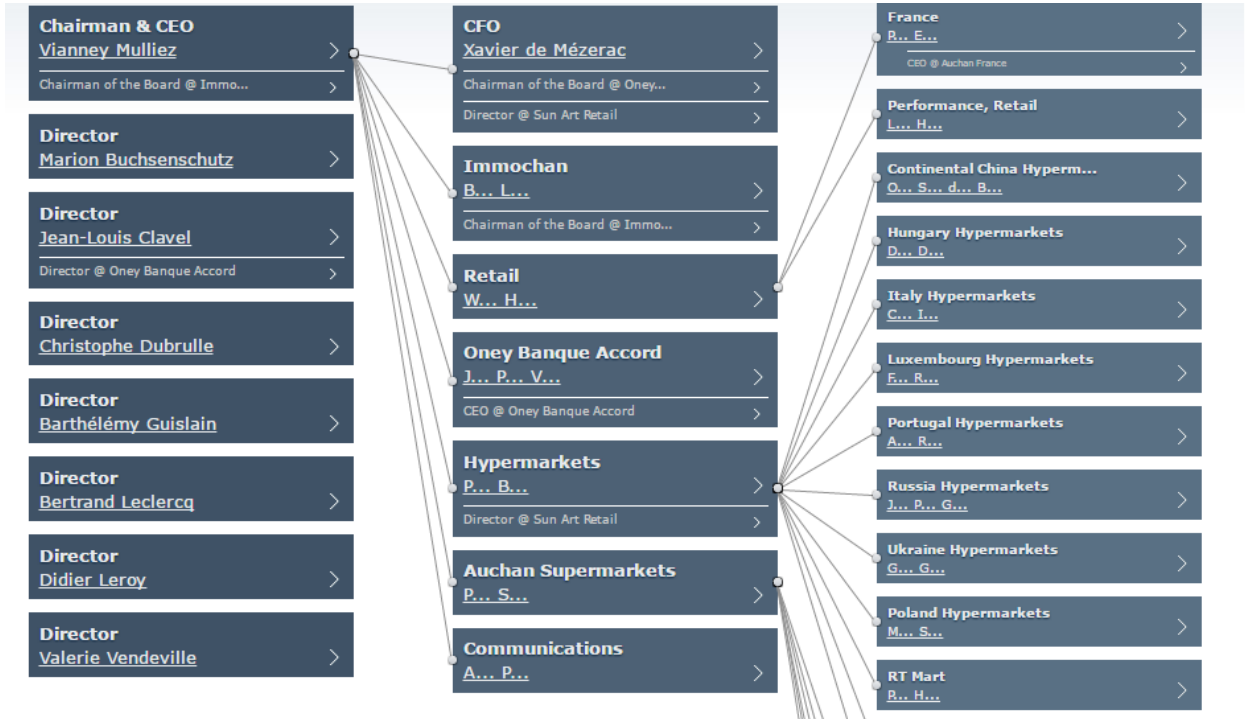 Chairman & CEO
Vianney Mulliez
Chairman of the Board @ Immo...
Director
Marion Buchsenschutz
Director
Jean-Louis Clavel
Director @ Oney Banque Accord
Director
Christophe Dubrulle
Director
Barthélémy Guislain
Director
Bertrand Leclercq
Director
Didier Leroy
Director
Valerie Vendeville
CFO
Xavier de Mézerac
Chairman of the Board @ Oney...
Director @ Sun Art Retail
Immochan
B... L...
Chairman of the Board @ Immo...
Retail
W... H...
Oney Banque Accord
J... P... V...
CEO @ Oney Banque Accord
Hypermarkets
P... B...
Director @ Sun Art Retail
Auchan Supermarkets
P... S...
Communications
A... P...
France
P... E...
CEO @ Auchan France
Performance, Retail
L... H...
Continental China Hyperm...
O... S... d... B...
Hungary Hypermarkets
D... D...
Italy Hypermarkets
C... I...
Luxembourg Hypermarkets
F... R...
Portugal Hypermarkets
A... R...
Russia Hypermarkets
J... P... G...
Ukraine Hypermarkets
G... G...
Poland Hypermarkets
M... S...
RT Mart
P... H...